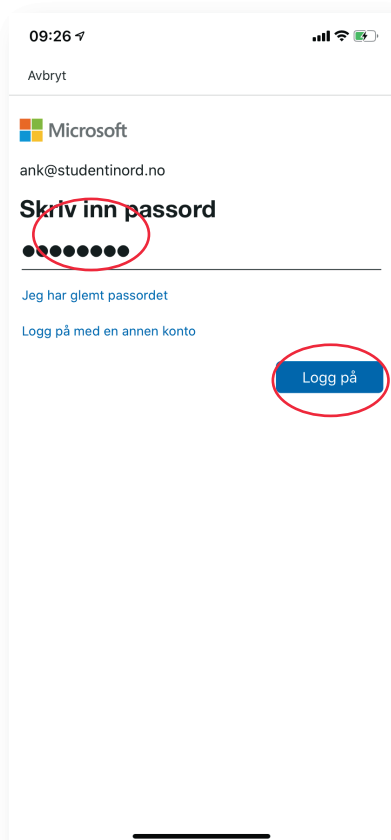 09:26
Avbryt
Microsoft
ank@studentinord.no
Skriv inn passord
●●●●●●●●
Jeg har glemt passordet
Logg på med en annen konto
Logg på